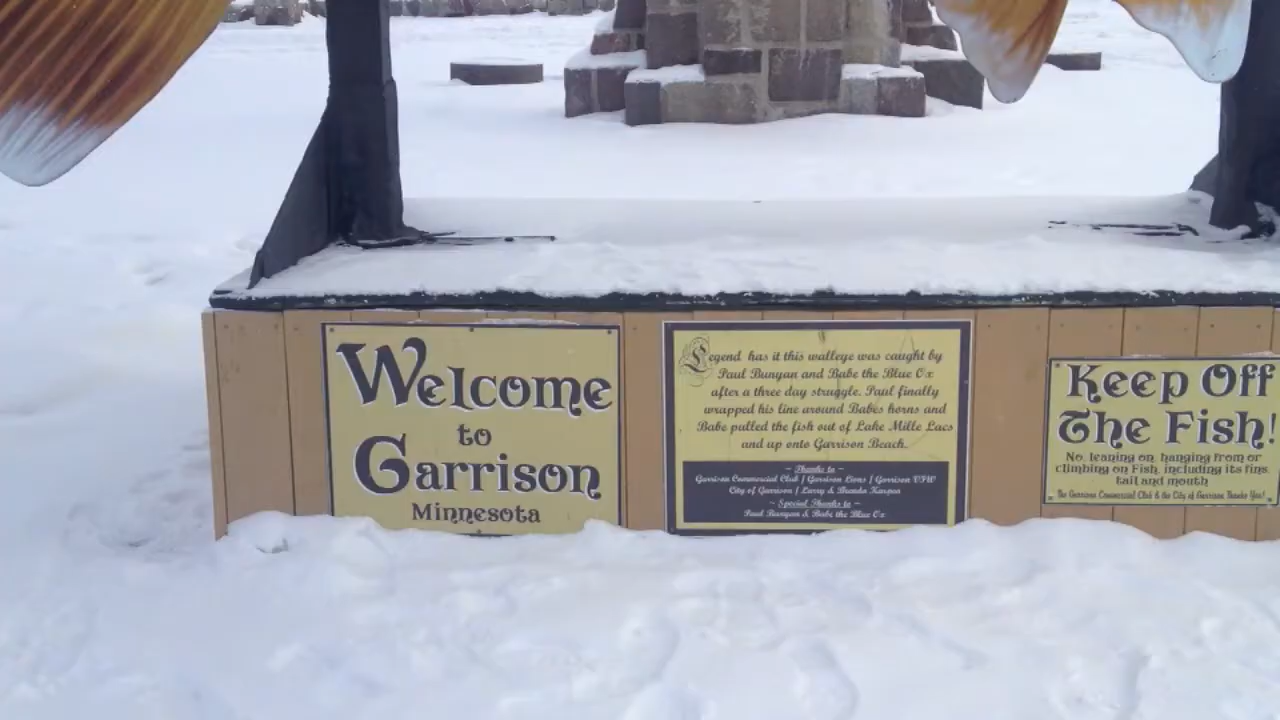 Welcome
to
Garrison
Minnesota
Legend has it this walleye was caught by
Paul Bunyan and Babe the Blue Ox
after a three day struggle. Paul finally
wrapped his line around Babes horns and
Babe pulled the fish out of Lake Mille Lacs
and up onto Garrison Beach.
~ Thanks to ~
Garrison Commercial Club / Garrison Lions / Garrison VFW
City of Garrison / Larry & Rhonda Karpen
~ Special Thanks to ~
Paul Bunyan & Babe the Blue Ox
Keep Off
The Fish!
No, leaning on, hanging from or
climbing on Fish, including its fins,
tail and mouth
The Garrison Commercial Club & the City of Garrison Thanks You!